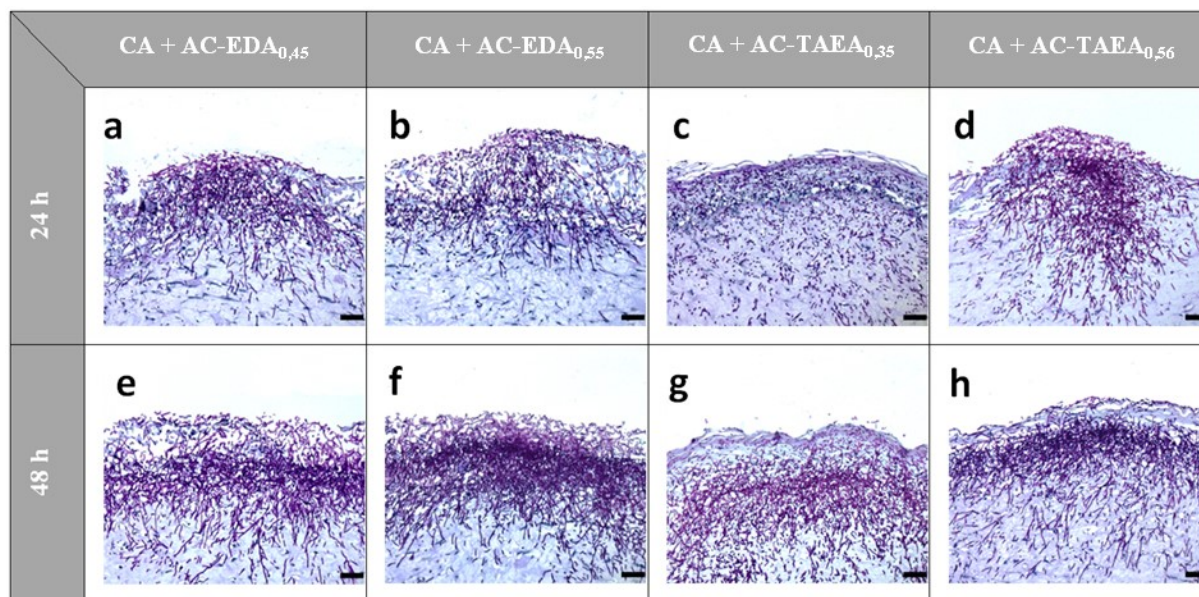 CA + AC-EDA0,45
CA + AC-EDA0,55
CA + AC-TAEA0,35
CA + AC-TAEA0,56
24 h
a
b
c
d
48 h
e
f
g
h